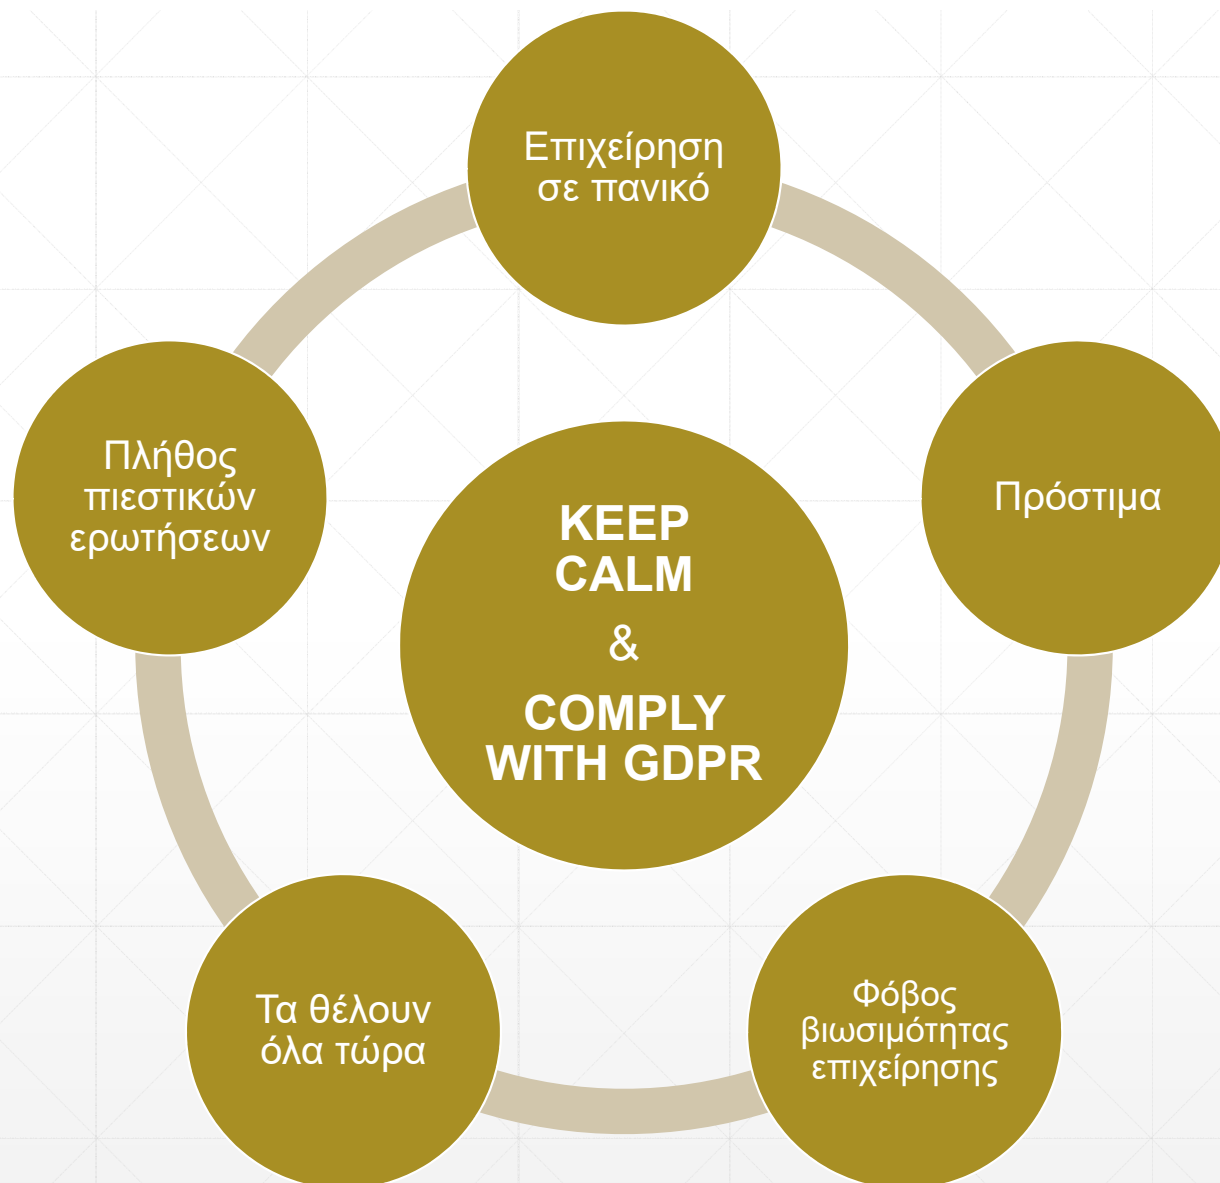 Επιχείρηση
σε πανικό
Πρόστιμα
Φόβος
βιωσιμότητας
επιχείρησης
Τα θέλουν
όλα τώρα
Πλήθος
πιεστικών
ερωτήσεων
KEEP
CALM
&
COMPLY
WITH GDPR